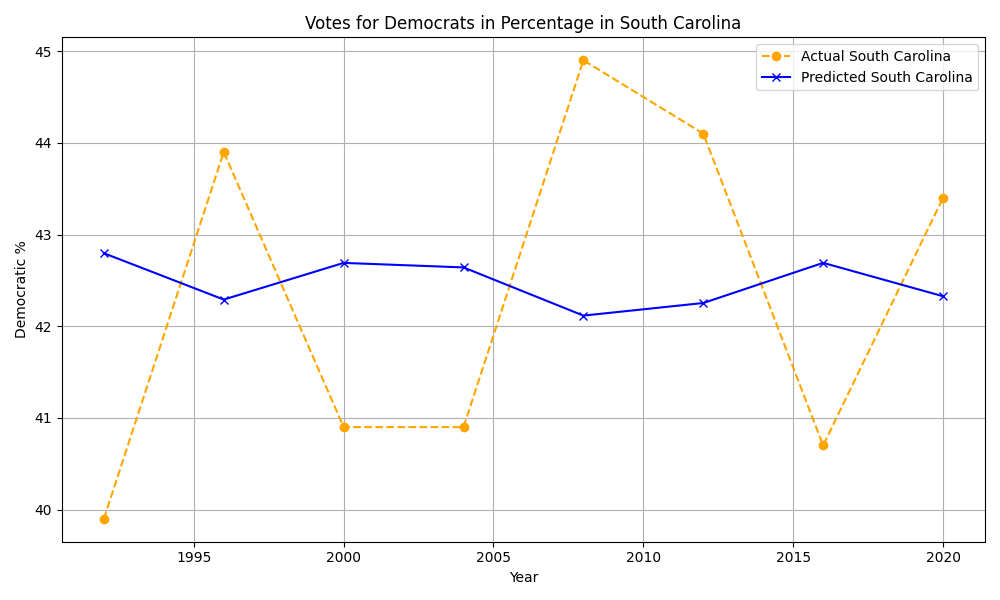 Votes for Democrats in Percentage in South Carolina
Actual South Carolina
Predicted South Carolina
Democratic %
45
44
43
42
41
40
1995
2000
2005
2010
2015
2020
Year